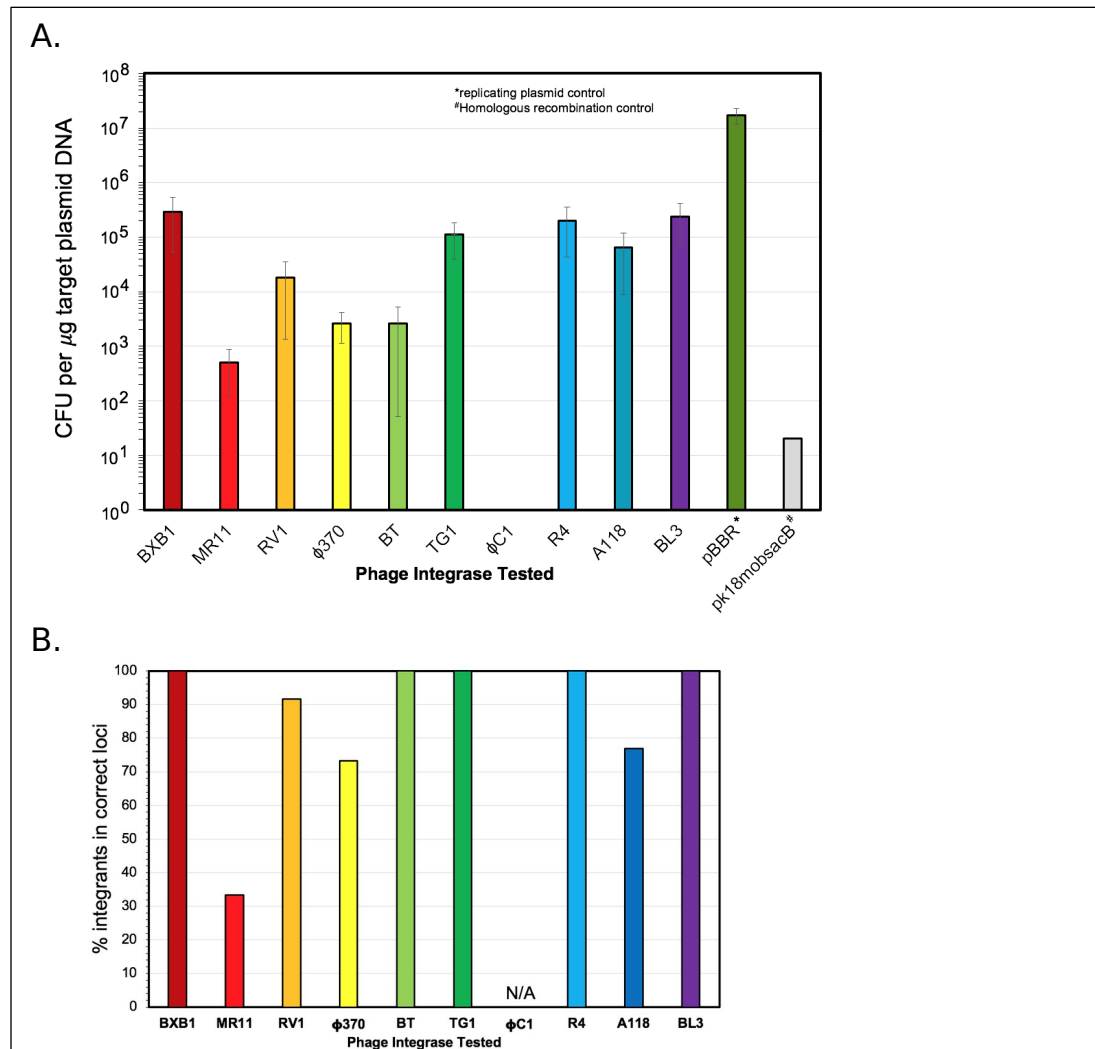 A.
CFU per μg target plasmid DNA
10^8
10^7
10^6
10^5
10^4
10^3
10^2
10^1
10^0
*replicating plasmid control
#Homologous recombination control
BXB1
MR11
RV1
ϕ370
BT
TG1
ϕC1
R4
A118
BL3
pBBR*
pk18mobsacB#
Phage Integrase Tested
B.
% integrants in correct loci
100
90
80
70
60
50
40
30
20
10
0
N/A
BXB1 MR11 RV1 ϕ370 BT TG1 ϕC1 R4 A118 BL3
Phage Integrase Tested